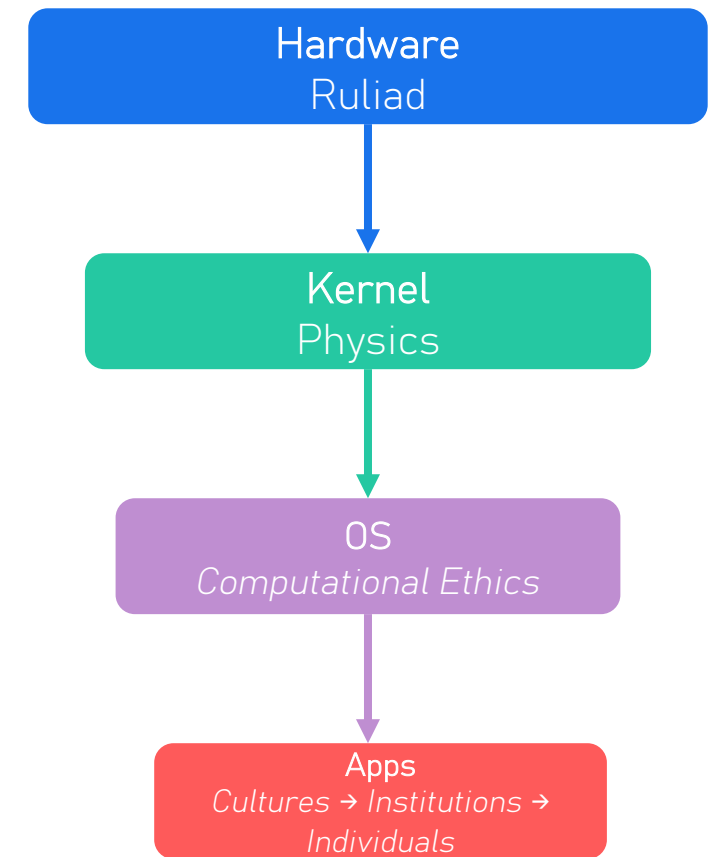 Hardware
Ruliad
Kernel
Physics
OS
Computational Ethics
Apps
Cultures → Institutions →
Individuals